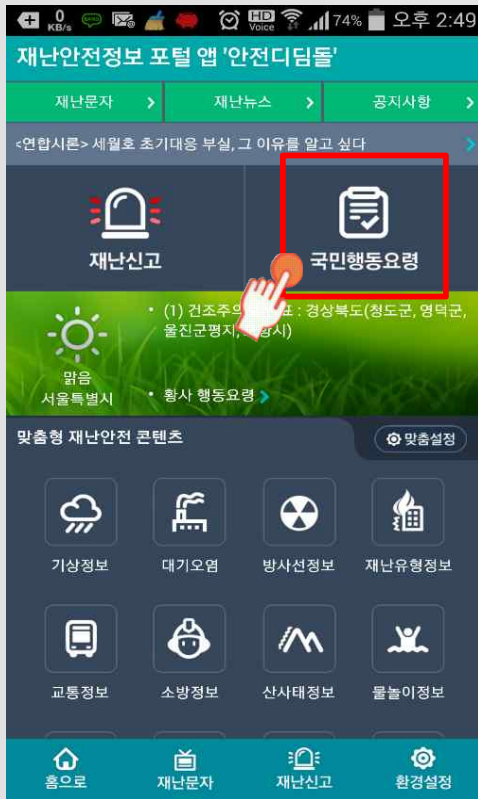 0 KB/s HD Voice 74% 오후 2:49
재난안전정보 포털 앱 '안전디딤돌'
재난문자 > 재난뉴스 > 공지사항 >
<연합시론> 세월호 초기대응 부실, 그 이유를 알고 싶다 >
재난신고 국민행동요령
• (1) 건조주의 : 경상북도(청도군, 영덕군,
울진군평지,
맑음
서울특별시
• 황사 행동요령 >
맞춤형 재난안전 콘텐츠 맞춤설정
기상정보 대기오염 방사선정보 재난유형정보
교통정보 소방정보 산사태정보 물놀이정보
홈으로 재난문자 재난신고 환경설정